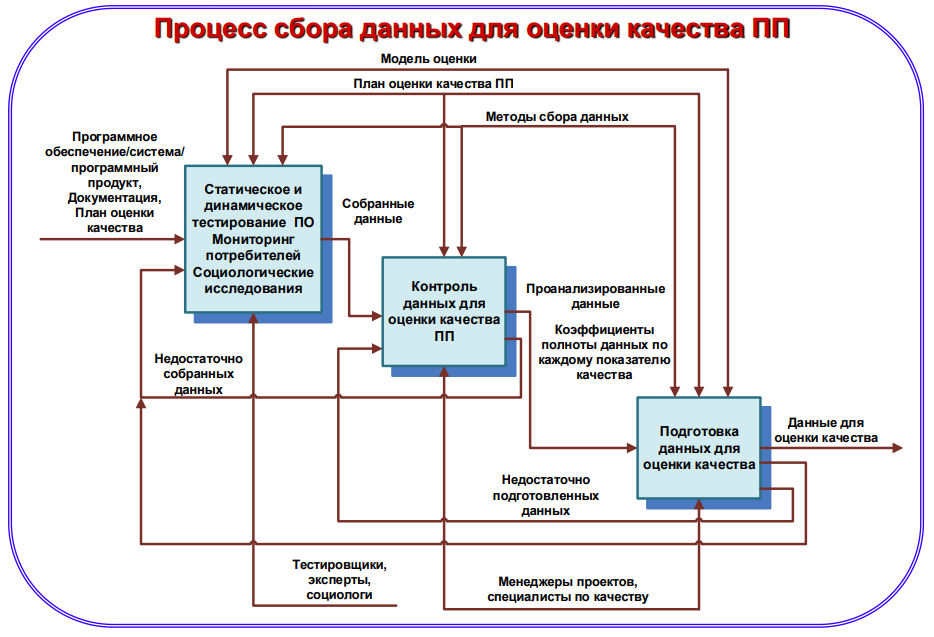 Процесс сбора данных для оценки качества ПП
Модель оценки
План оценки качества ПП
Методы сбора данных
Программное
обеспечение/система/
программный
продукт,
Документация,
План оценки
качества
Статическое и
динамическое
тестирование ПО
Мониторинг
потребителей
Социологические
исследования
Собранные
данные
Контроль
данных для
оценки качества
ПП
Проанализированные
данные
Коэффициенты
полноты данных по
каждому показателю
качества
Недостаточно
собранных
данных
Подготовка
данных для
оценки качества
Данные для
оценки качества
Недостаточно
подготовленных
данных
Тестировщики,
эксперты,
социологи
Менеджеры проектов,
специалисты по качеству